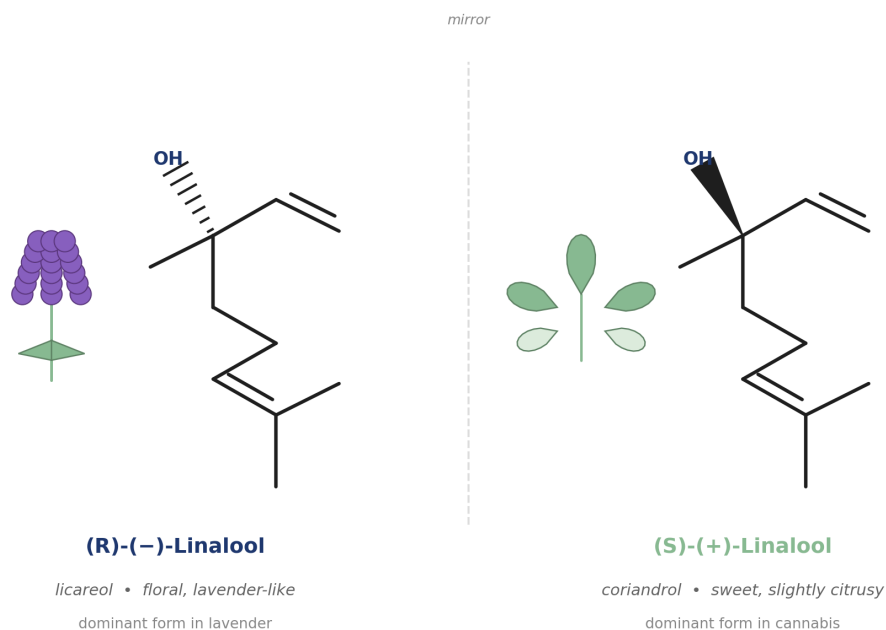 mirror
OH
OH
(R)-(−)-Linalool
(S)-(+)-Linalool
licareol • floral, lavender-like
coriandrol • sweet, slightly citrusy
dominant form in lavender
dominant form in cannabis